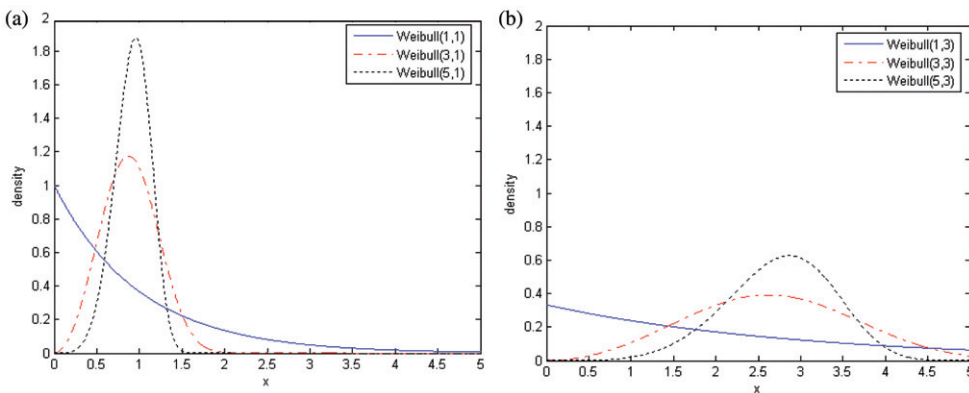 (a)
2
1.8
1.6
1.4
1.2
1
0.8
0.6
0.4
0.2
0
density
Weibull(1,1)
Weibull(3,1)
Weibull(5,1)
0 0.5 1 1.5 2 2.5 3 3.5 4 4.5 5
x
(b)
2
1.8
1.6
1.4
1.2
1
0.8
0.6
0.4
0.2
0
density
Weibull(1,3)
Weibull(3,3)
Weibull(5,3)
0 0.5 1 1.5 2 2.5 3 3.5 4 4.5 5
x